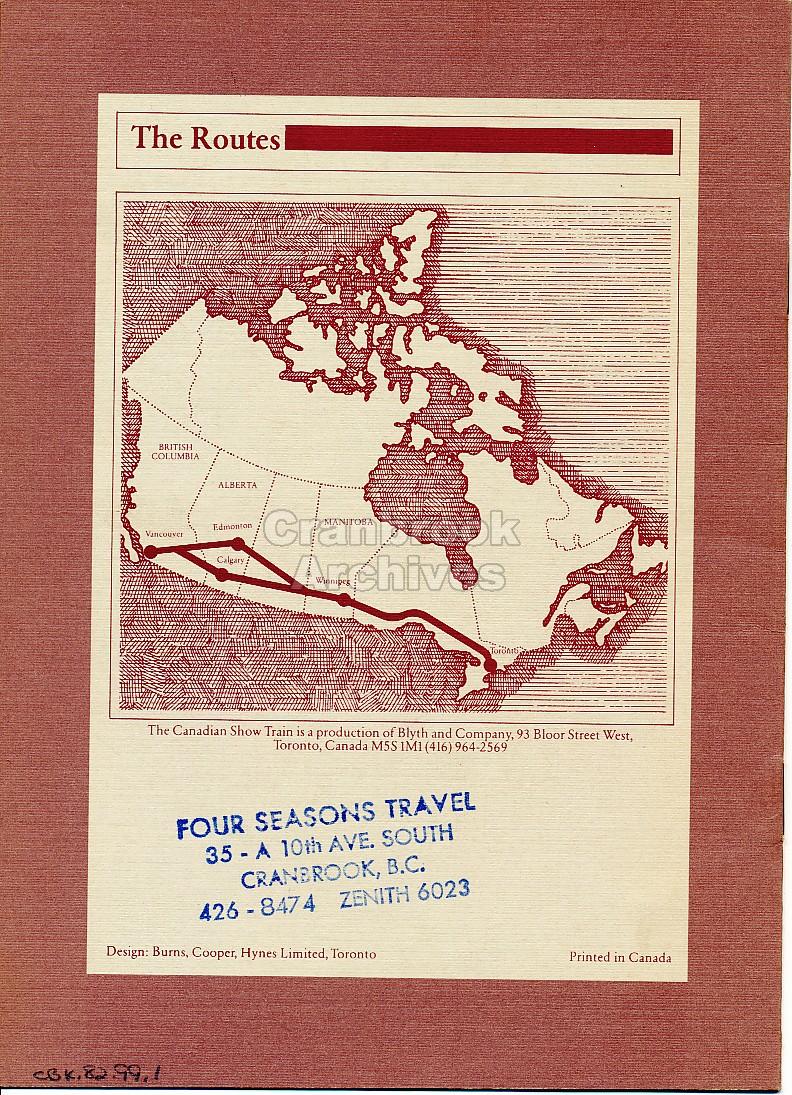 The Routes
BRITISH
COLUMBIA
ALBERTA
MANITOBA
Vancouver
Edmonton
Calgary
Winnipeg
Toronto
Cranbrook
Archives
The Canadian Show Train is a production of Blyth and Company, 93 Bloor Street West,
Toronto, Canada M5S 1M1 (416) 964-2569
FOUR SEASONS TRAVEL
35 - A 10th AVE. SOUTH
CRANBROOK, B.C.
426 - 8474 ZENITH 6023
Design: Burns, Cooper, Hynes Limited, Toronto
Printed in Canada
CBK.82.99.1